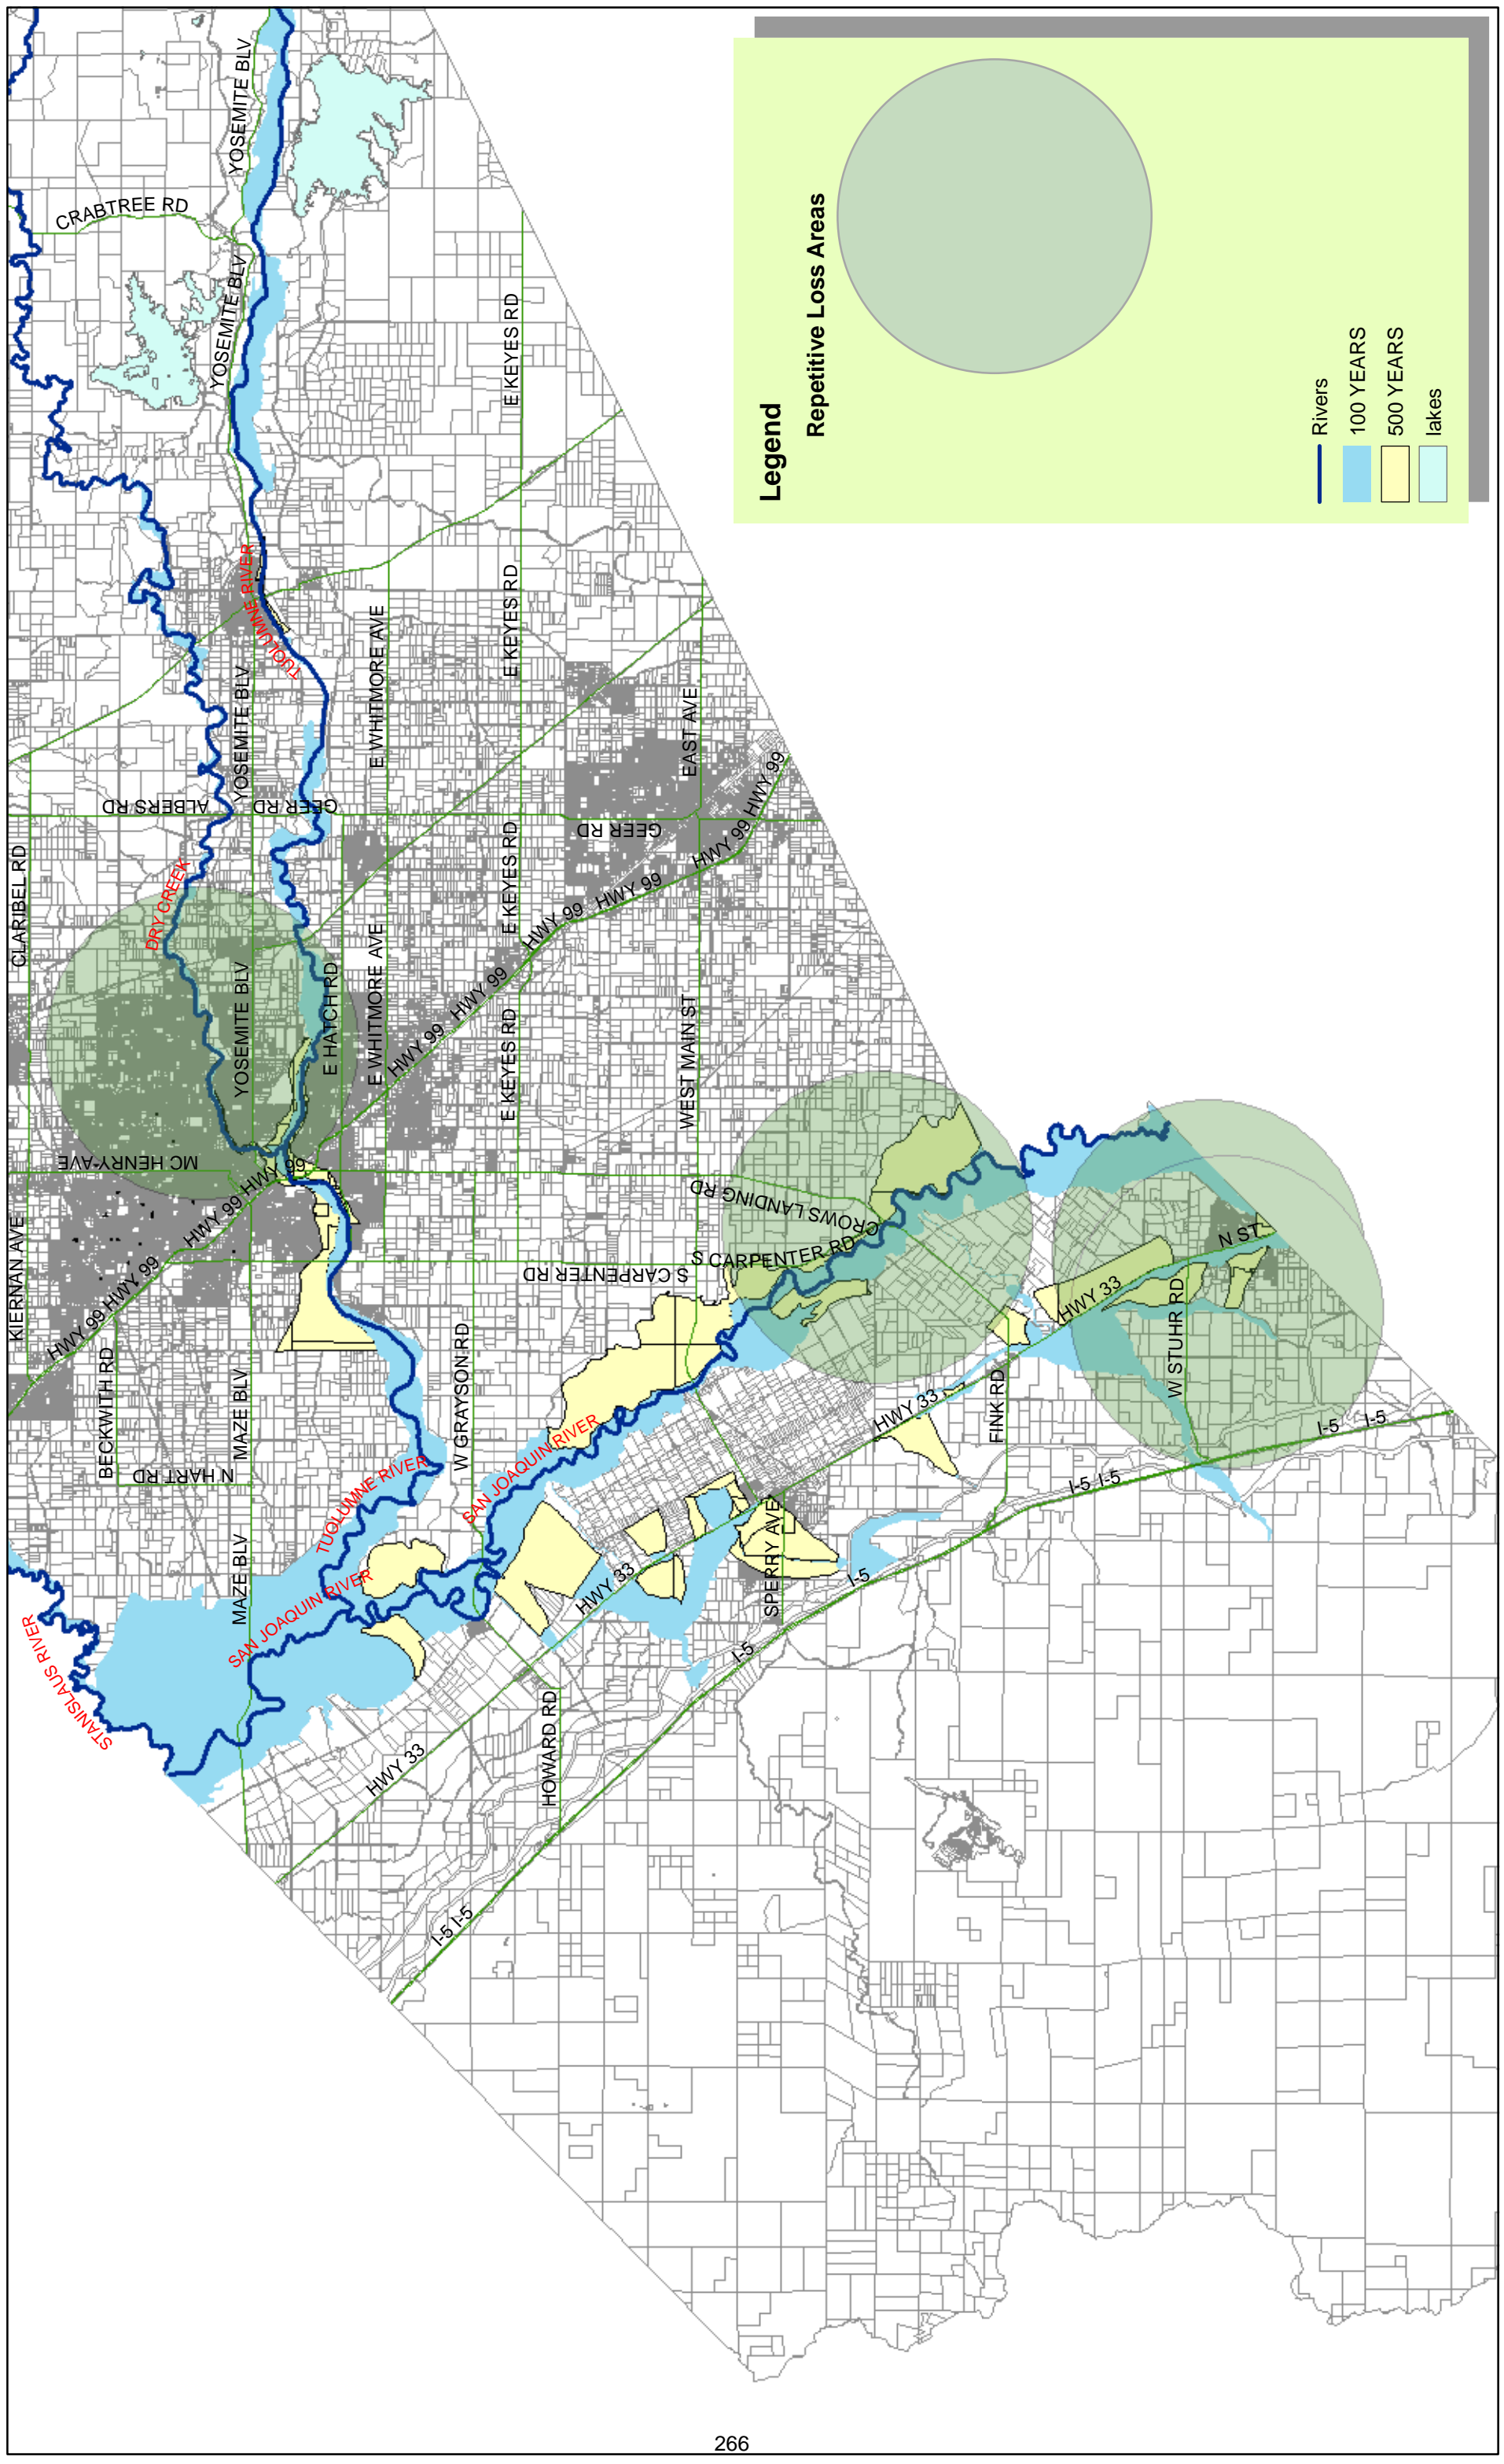 YOSEMITE BLV
CRABTREE RD
YOSEMITE BLV
YOSEMITE BLV
E KEYES RD
TUOLUMNE RIVER
TUOLUMNE RIVER
E WHITMORE AVE
E KEYES RD
YOSEMITE BLV
EAST AVE
ALBERS RD
GEER RD
GEER RD
HWY 99
HWY 99
HWY 99
HWY 99
CLARIBEL RD
DRY CREEK
E KEYES RD
YOSEMITE BLV
E HATCH RD
E WHITMORE AVE
HWY 99
HWY 99
E KEYES RD
WEST MAIN ST
MC HENRY AVE
HWY 99
HWY 99
HWY 99
HWY 99
KIERNAN AVE
CROWS LANDING RD
S CARPENTER RD
S CARPENTER RD
N ST
HWY 33
W STUHR RD
FINK RD
HWY 33
BECKWITH RD
MAZE BLV
W GRAYSON RD
N HART RD
TUOLUMNE RIVER
SAN JOAQUIN RIVER
I-5
I-5
I-5
I-5
SPERRY AVE
HWY 33
I-5
I-5
MAZE BLV
SAN JOAQUIN RIVER
STANISLAUS RIVER
HOWARD RD
HWY 33
I-5
I-5
Legend
Repetitive Loss Areas
Rivers
100 YEARS
500 YEARS
lakes
266